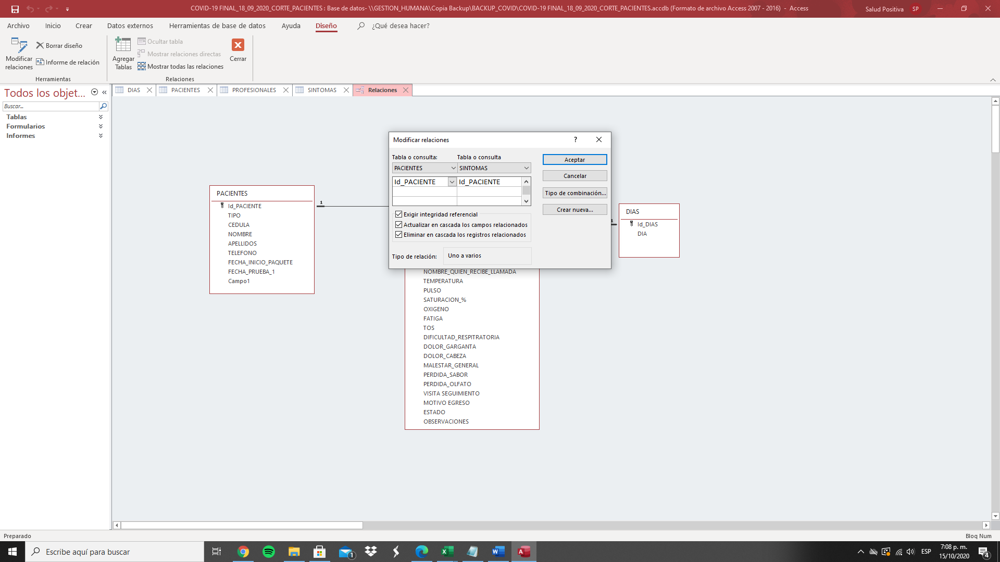 COVID-19 FINAL_18_09_2020_CORTE_PACIENTES : Base de datos- \\GESTION_HUMANA\Copia Backup\BACKUP_COVID\COVID-19 FINAL_18_09_2020_CORTE_PACIENTES.accdb (Formato de archivo Access 2007 - 2016) - Access
Salud Positiva SP
Archivo Inicio Crear Datos externos Herramientas de base de datos Ayuda Diseño ¿Qué desea hacer?
Modificar relaciones
Borrar diseño
Informe de relación
Herramientas
Agregar Tablas
Ocultar tabla
Mostrar relaciones directas
Mostrar todas las relaciones
Cerrar
Relaciones
Todos los objet... «
Buscar...
Tablas
Formularios
Informes
DIAS PACIENTES PROFESIONALES SINTOMAS Relaciones
PACIENTES
Id_PACIENTE
TIPO
CEDULA
NOMBRE
APELLIDOS
TELEFONO
FECHA_INICIO_PAQUETE
FECHA_PRUEBA_1
Campo1
1
Modificar relaciones ?
Tabla o consulta: Tabla o consulta
PACIENTES SINTOMAS
Id_PACIENTE Id_PACIENTE
Exigir integridad referencial
Actualizar en cascada los campos relacionados
Eliminar en cascada los registros relacionados
Tipo de relación: Uno a varios
Aceptar
Cancelar
Tipo de combinación...
Crear nueva...
NOMBRE_QUIEN_RECIBE_LLAMADA
TEMPERATURA
PULSO
SATURACION_%
OXIGENO
FATIGA
TOS
DIFICULTAD_RESPITRATORIA
DOLOR_GARGANTA
DOLOR_CABEZA
MALESTAR_GENERAL
PERDIDA_SABOR
PERDIDA_OLFATO
VISITA SEGUIMIENTO
MOTIVO EGRESO
ESTADO
OBSERVACIONES
1
DIAS
Id_DIAS
DIA
Preparado
Bloq Num
Escribe aquí para buscar
1
ESP
7:08 p. m.
15/10/2020
4